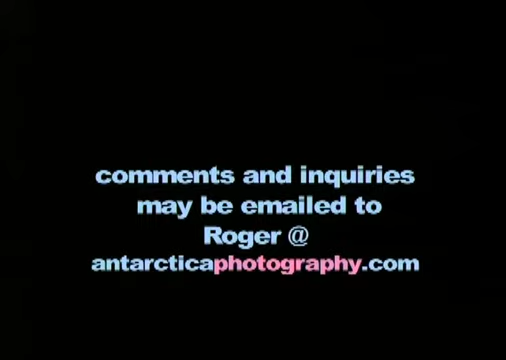 comments and inquiries
may be emailed to
Roger @
antarcticaphotography.com